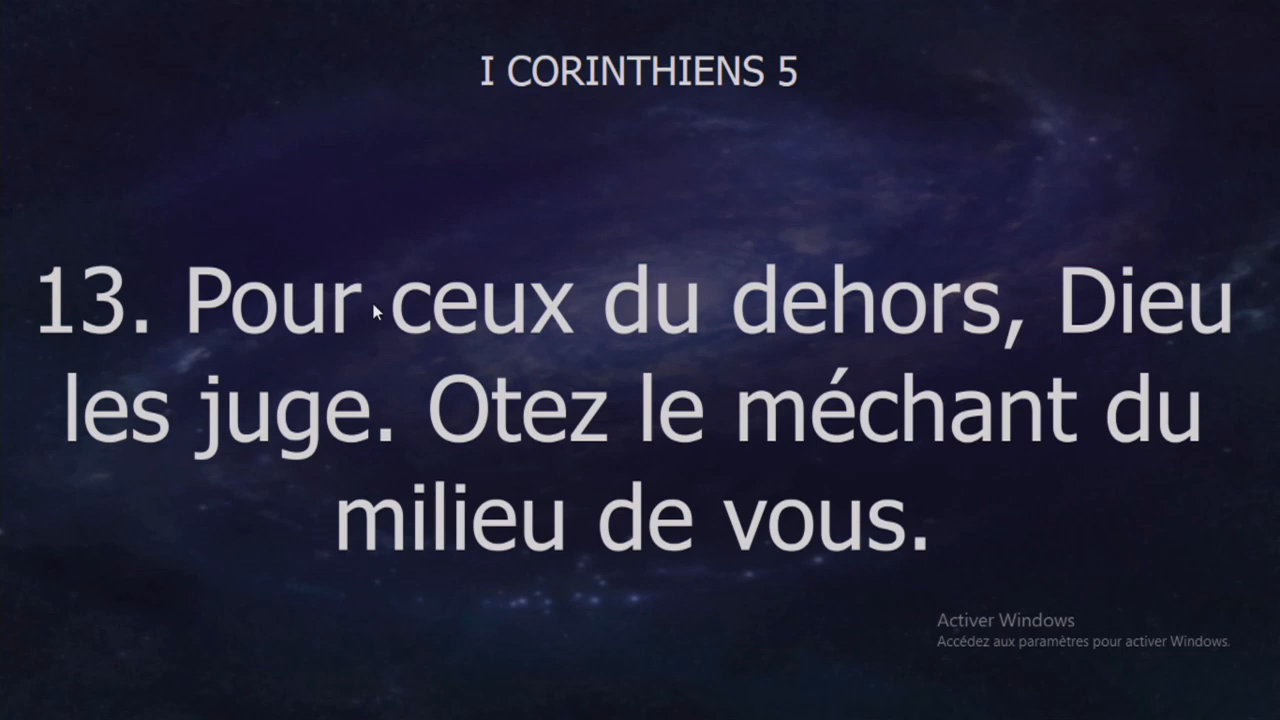 I CORINTHIENS 5
13. Pour ceux du dehors, Dieu
les juge. Otez le méchant du
milieu de vous.
Activer Windows
Accédez aux paramètres pour activer Windows.